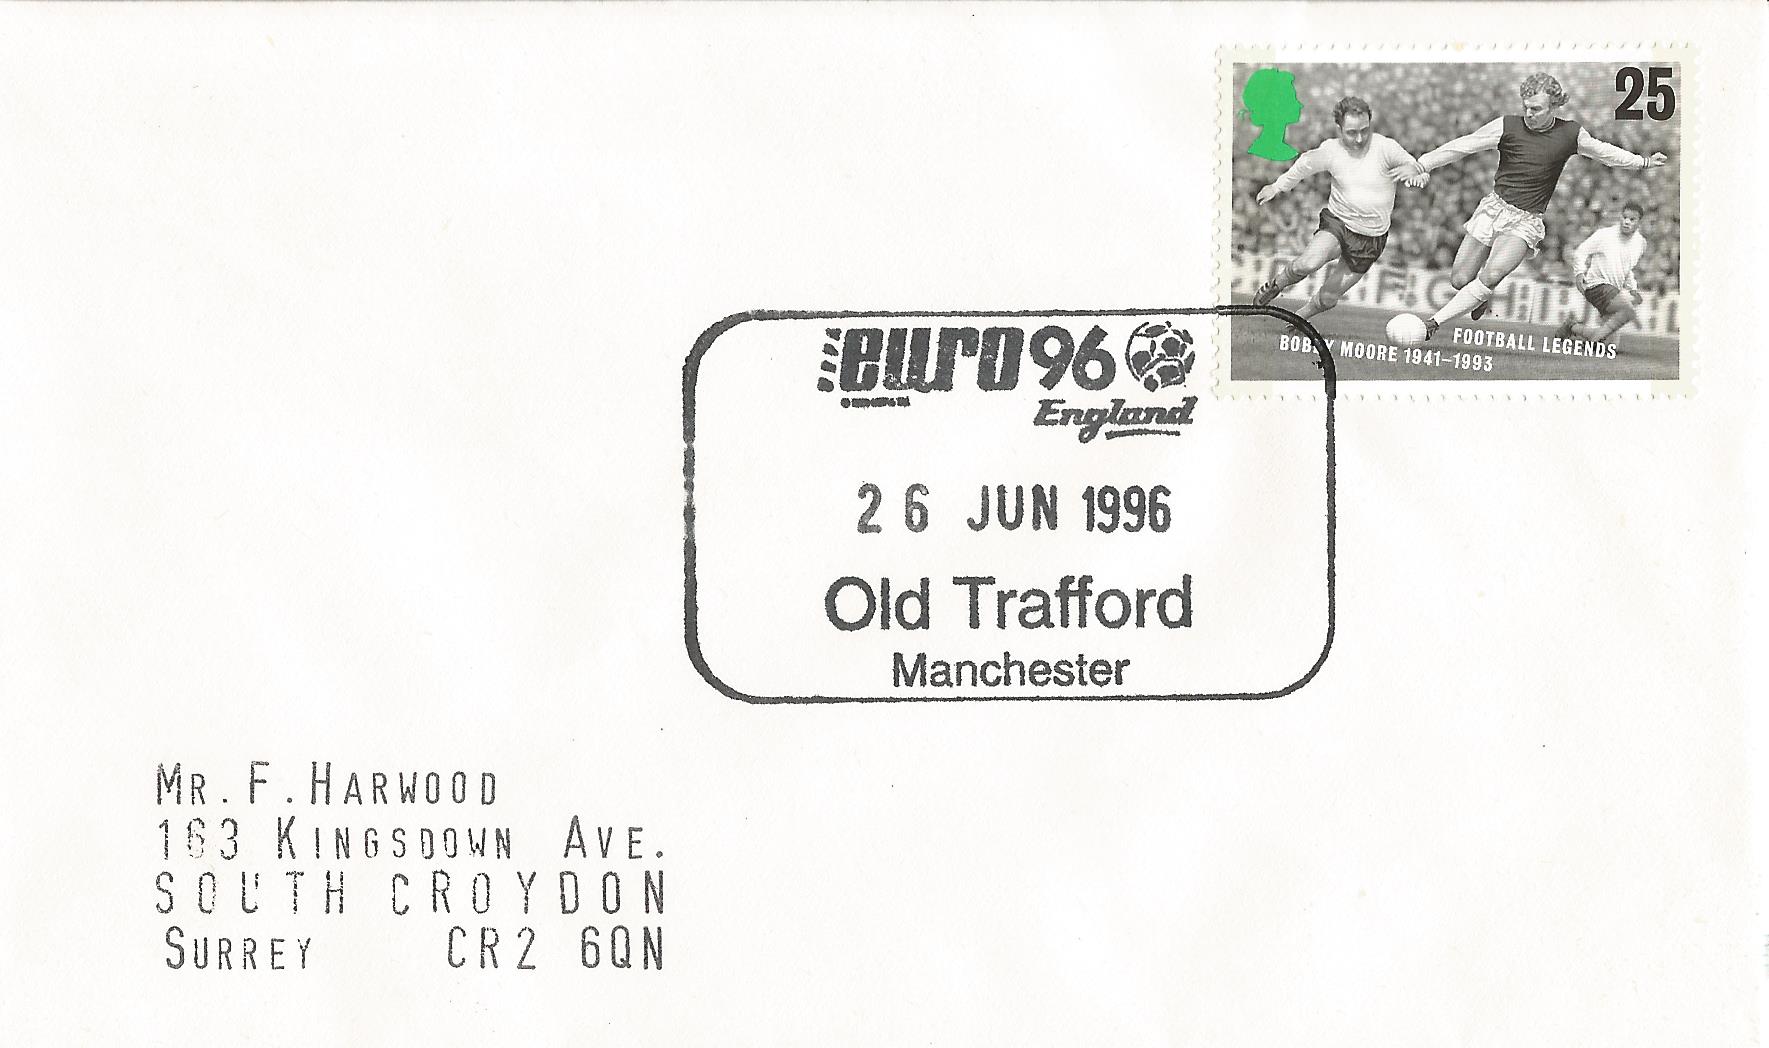 25
FOOTBALL LEGENDS
BOBBY MOORE 1941-1993
euro96
England
26 JUN 1996
Old Trafford
Manchester
MR. F. HARWOOD
163 KINGSDOWN AVE.
SOUTH CROYDON
SURREY CR2 6QN